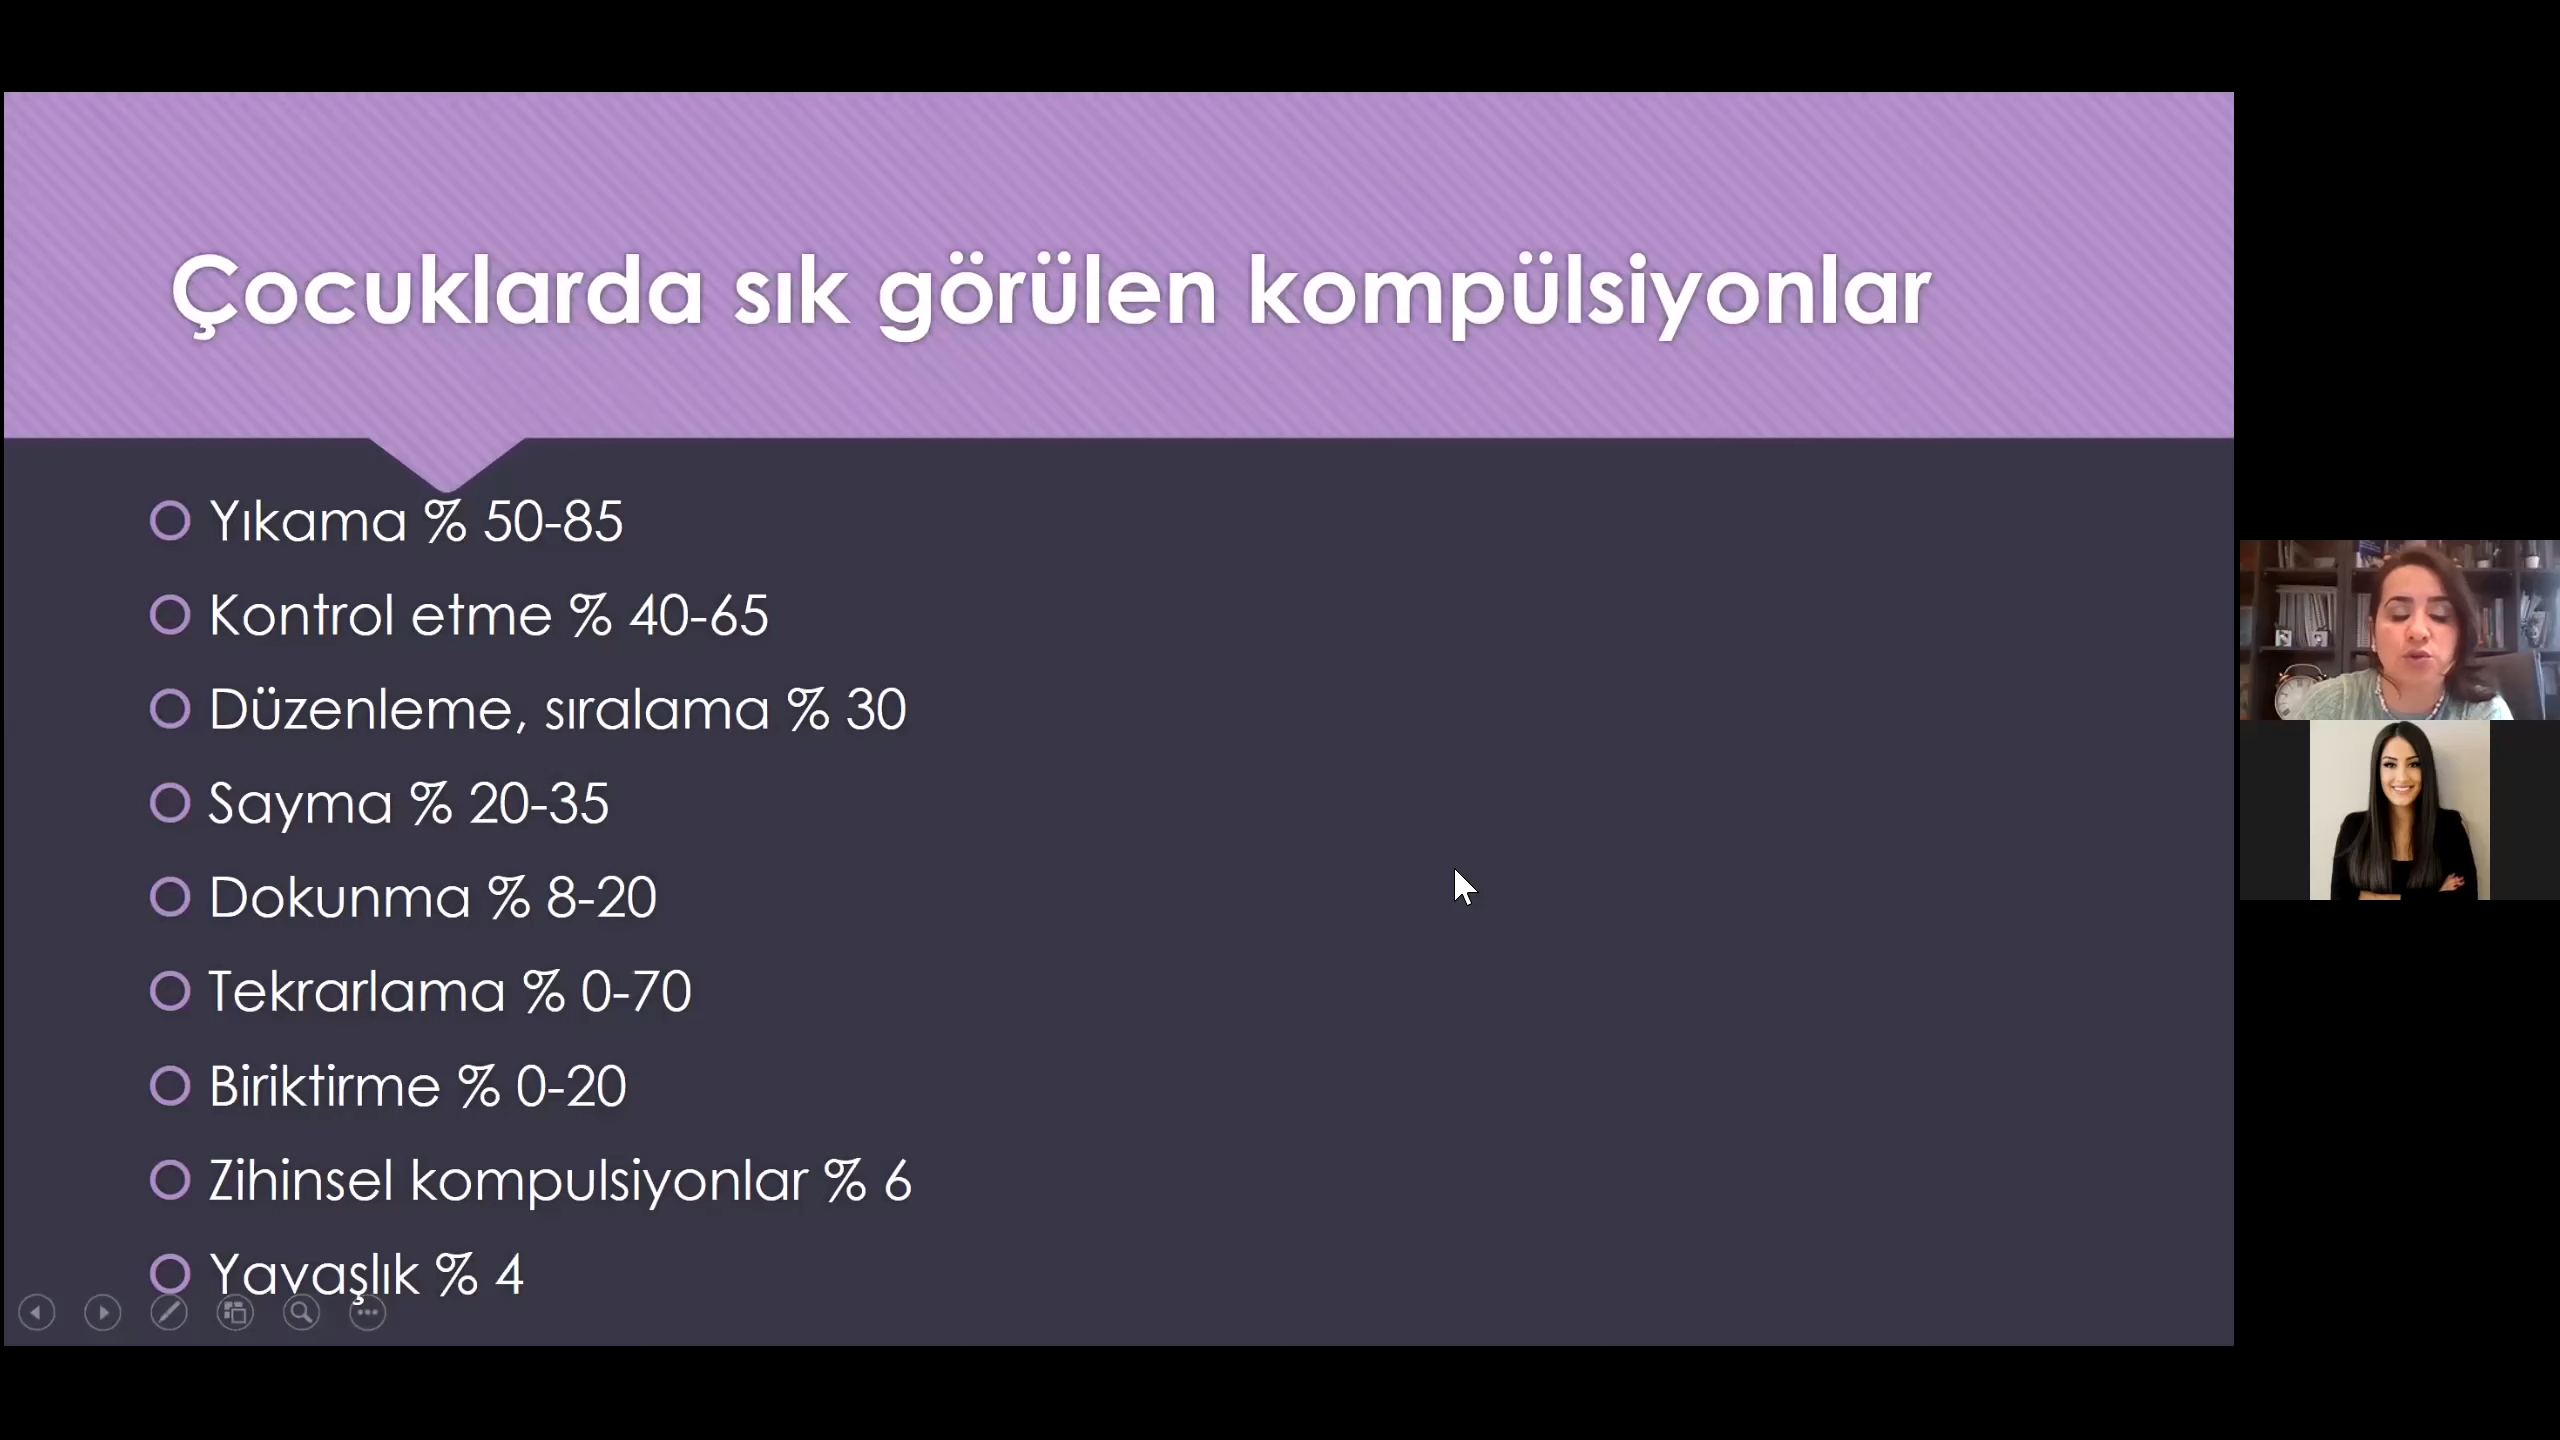 Çocuklarda sık görülen kompülsiyonlar
Yıkama % 50-85
Kontrol etme % 40-65
Düzenleme, sıralama % 30
Sayma % 20-35
Dokunma % 8-20
Tekrarlama % 0-70
Biriktirme % 0-20
Zihinsel kompulsiyonlar % 6
Yavaşlık % 4